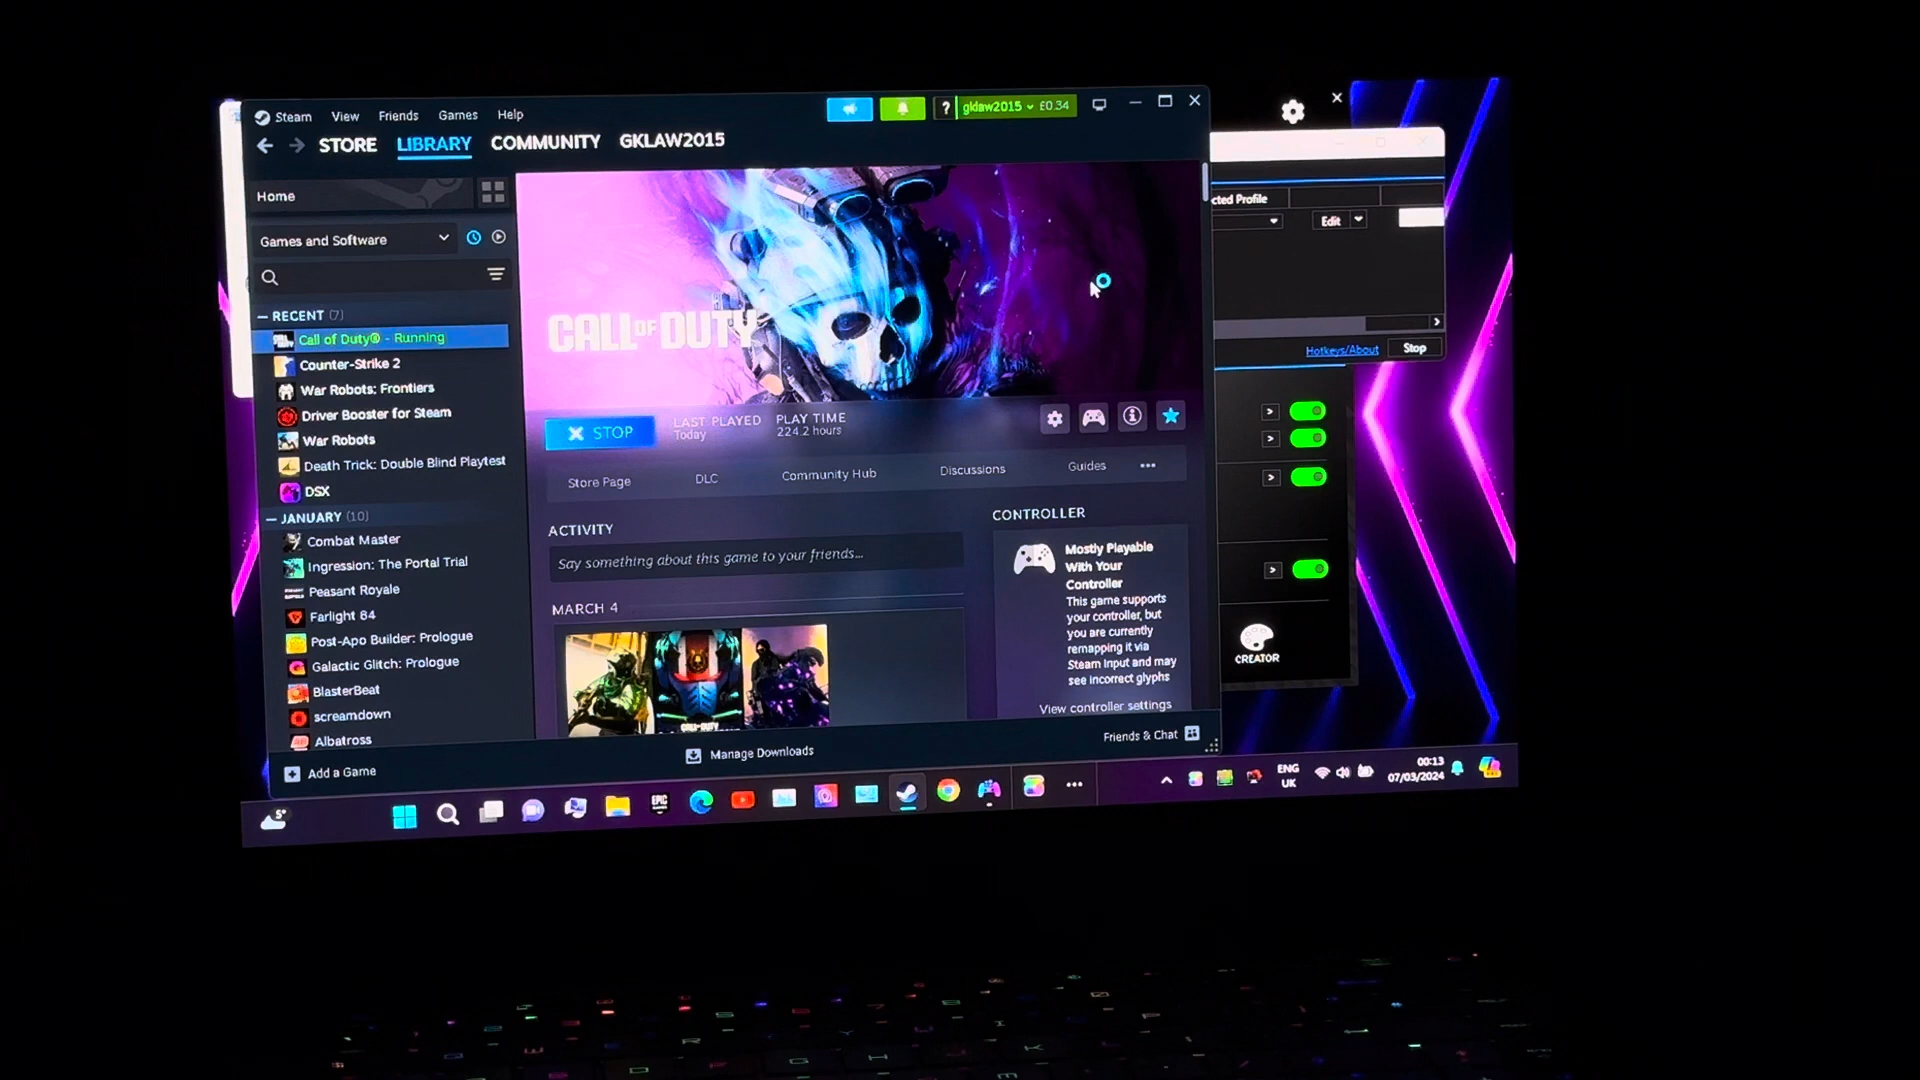 Steam View Friends Games Help
? gklaw2015 £0.34
STORE LIBRARY COMMUNITY GKLAW2015
Home
Games and Software
RECENT (7)
Call of Duty® - Running
Counter-Strike 2
War Robots: Frontiers
Driver Booster for Steam
War Robots
Death Trick: Double Blind Playtest
DSX
JANUARY (10)
Combat Master
Ingression: The Portal Trial
Peasant Royale
Farlight 84
Post-Apo Builder: Prologue
Galactic Glitch: Prologue
BlasterBeat
screamdown
Albatross
Add a Game
CALL OF DUTY
STOP
LAST PLAYED
Today
PLAY TIME
224.2 hours
Store Page DLC Community Hub Discussions Guides
ACTIVITY
Say something about this game to your friends...
MARCH 4
CALL OF DUTY
CONTROLLER
Mostly Playable
With Your
Controller
This game supports
your controller, but
you are currently
remapping it via
Steam Input and may
see incorrect glyphs
View controller settings
Manage Downloads
Friends & Chat
cted Profile
Edit
Hotkeys/About
Stop
CREATOR
5°
EPIC
ENG
UK
00:13
07/03/2024